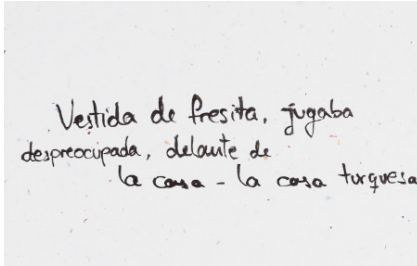 Vestida de fresita, jugaba
despreocupada, delante de
la casa - la casa turquesa